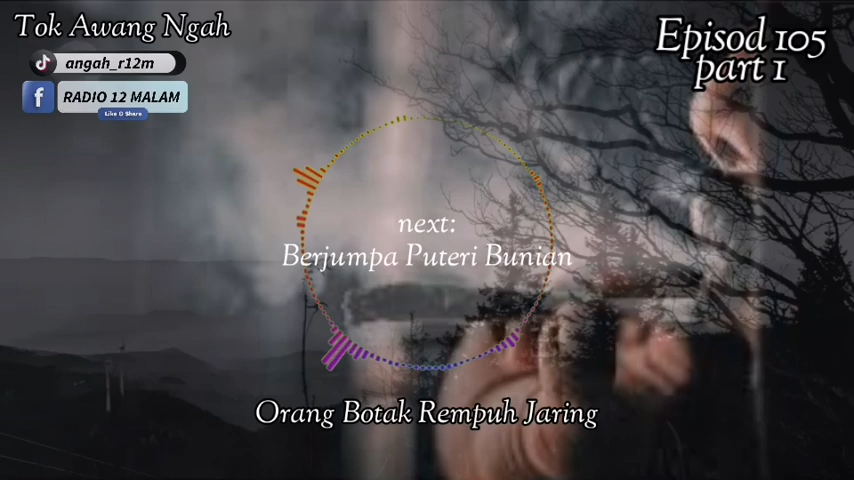 Tok Awang Ngah
Episod 105
part 1
angah_r12m
RADIO 12 MALAM
Like & Share
next:
Berjumpa Puteri Bunian
Orang Botak Rempuh Jaring